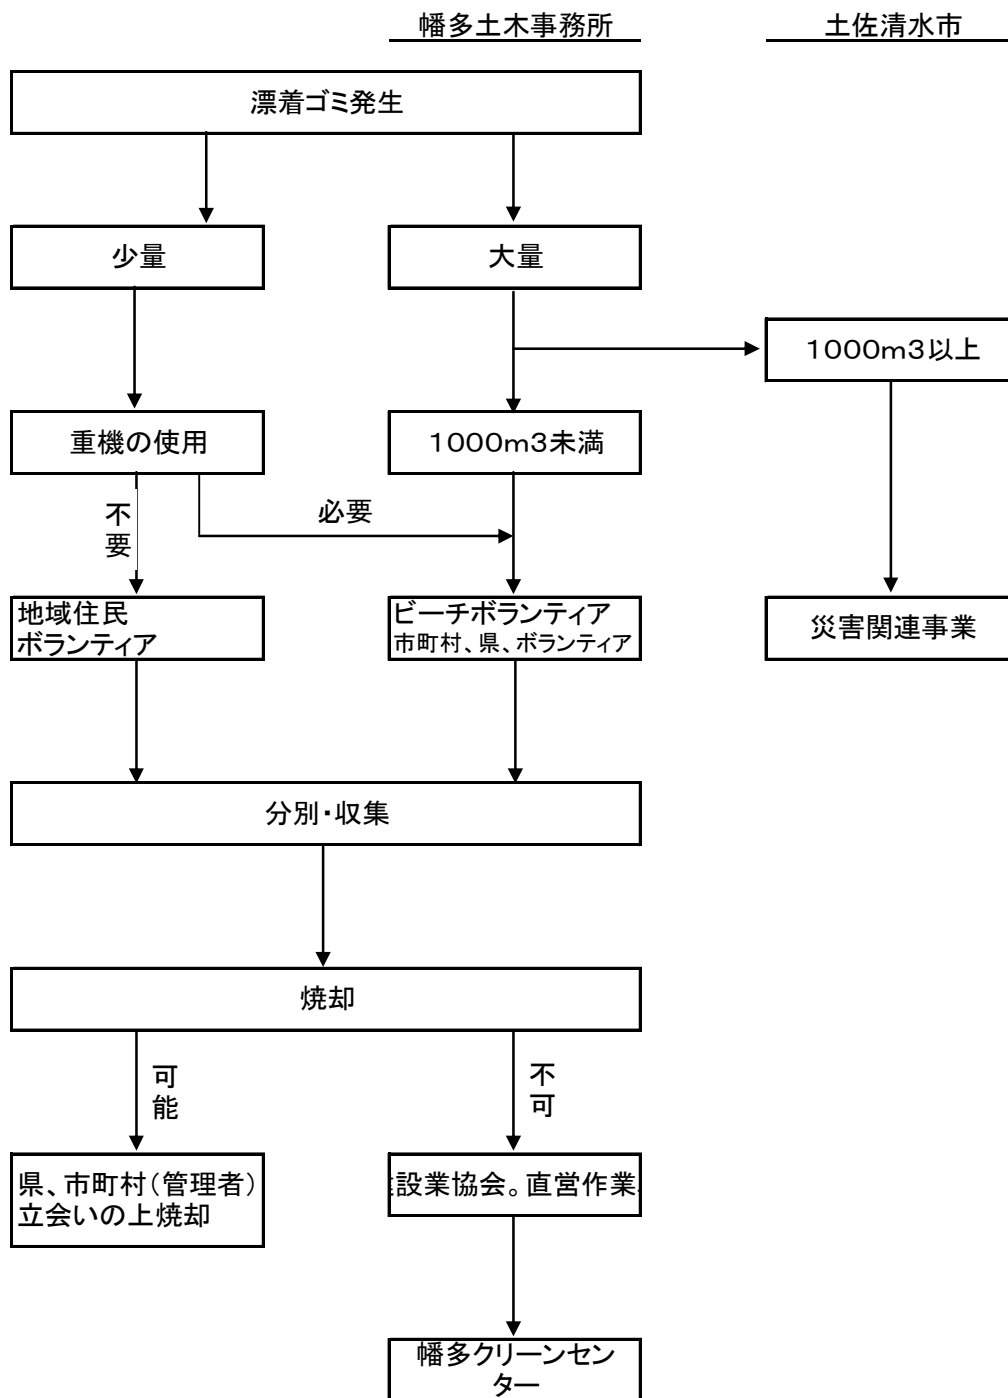 幡多土木事務所
土佐清水市
漂着ゴミ発生
少量
大量
1000m3以上
重機の使用
1000m3未満
不要
必要
地域住民
ボランティア
ビーチボランティア
市町村、県、ボランティア
災害関連事業
分別・収集
焼却
可能
不可
県、市町村(管理者)
立会いの上焼却
設業協会。直営作業
幡多クリーンセン
ター